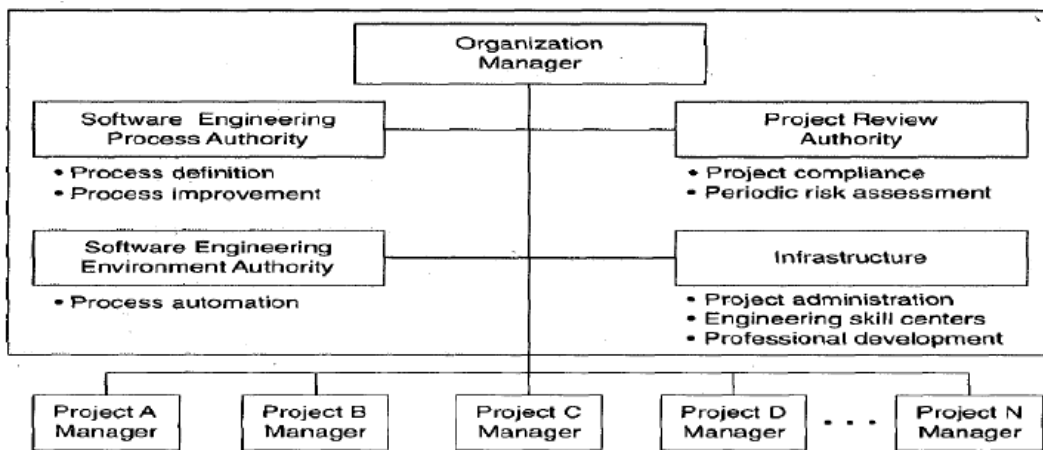 Organization
Manager
Software Engineering
Process Authority
• Process definition
• Process improvement
Project Review
Authority
• Project compliance
• Periodic risk assessment
Software Engineering
Environment Authority
• Process automation
Infrastructure
• Project administration
• Engineering skill centers
• Professional development
Project A
Manager
Project B
Manager
Project C
Manager
Project D
Manager
• • •
Project N
Manager